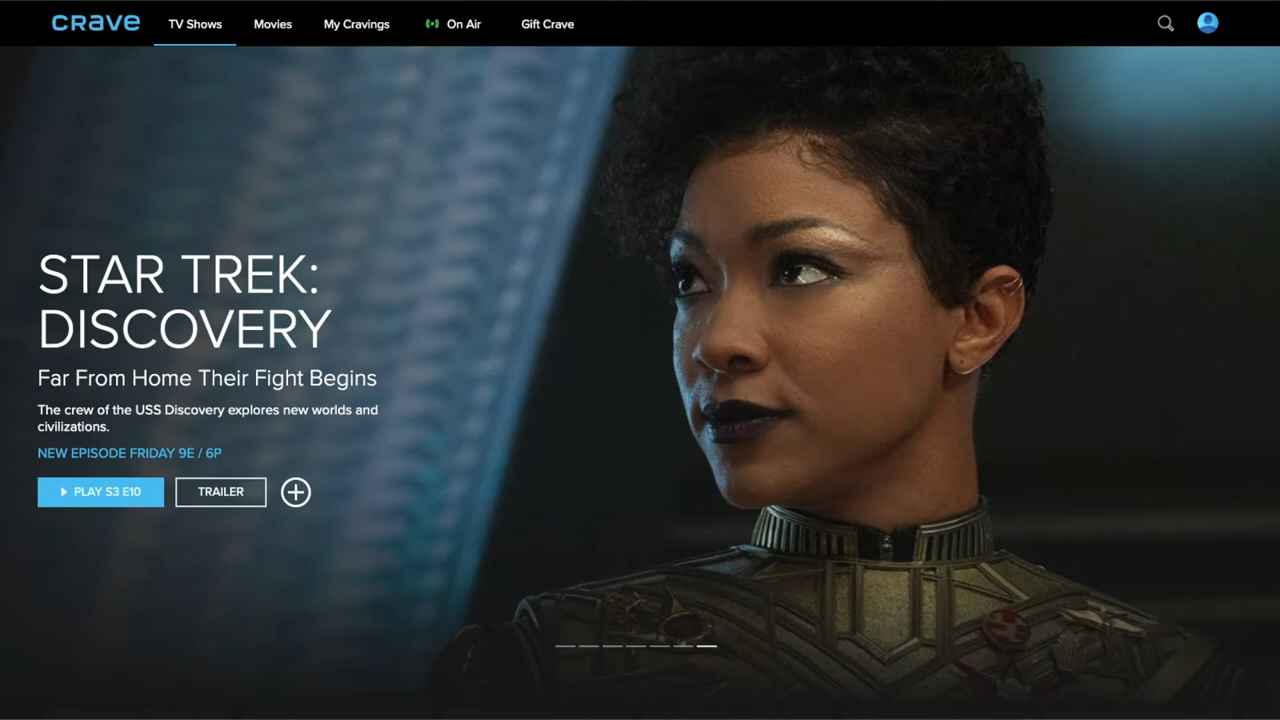 CRAVE
TV Shows
Movies
My Cravings
On Air
Gift Crave
STAR TREK:
DISCOVERY
Far From Home Their Fight Begins
The crew of the USS Discovery explores new worlds and
civilizations.
NEW EPISODE FRIDAY 9E / 6P
PLAY S3 E10
TRAILER